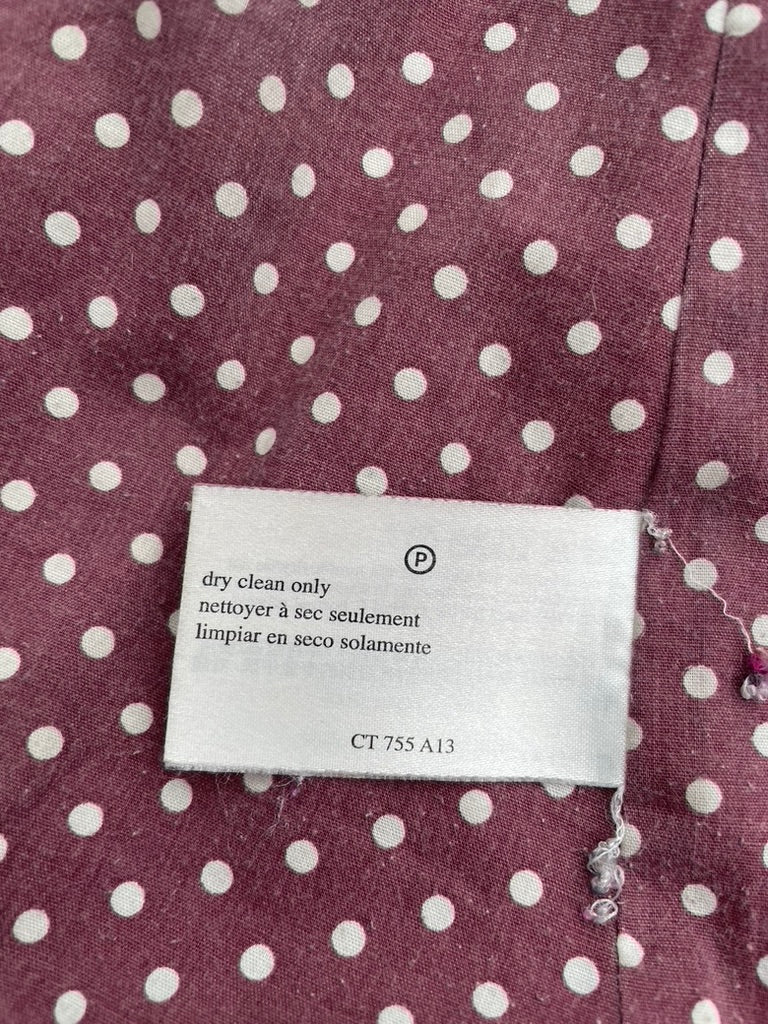 P
dry clean only
nettoyer à sec seulement
limpiar en seco solamente
CT 755 A13